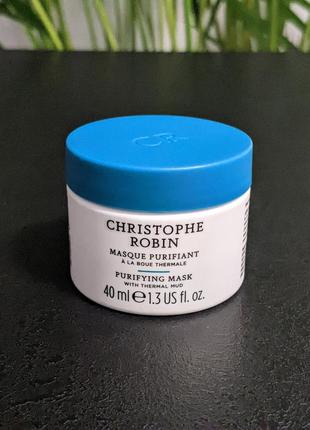 CR
CHRISTOPHE
ROBIN
MASQUE PURIFIANT
À LA BOUE THERMALE
PURIFYING MASK
WITH THERMAL MUD
40 ml ℮ 1.3 US fl. oz.